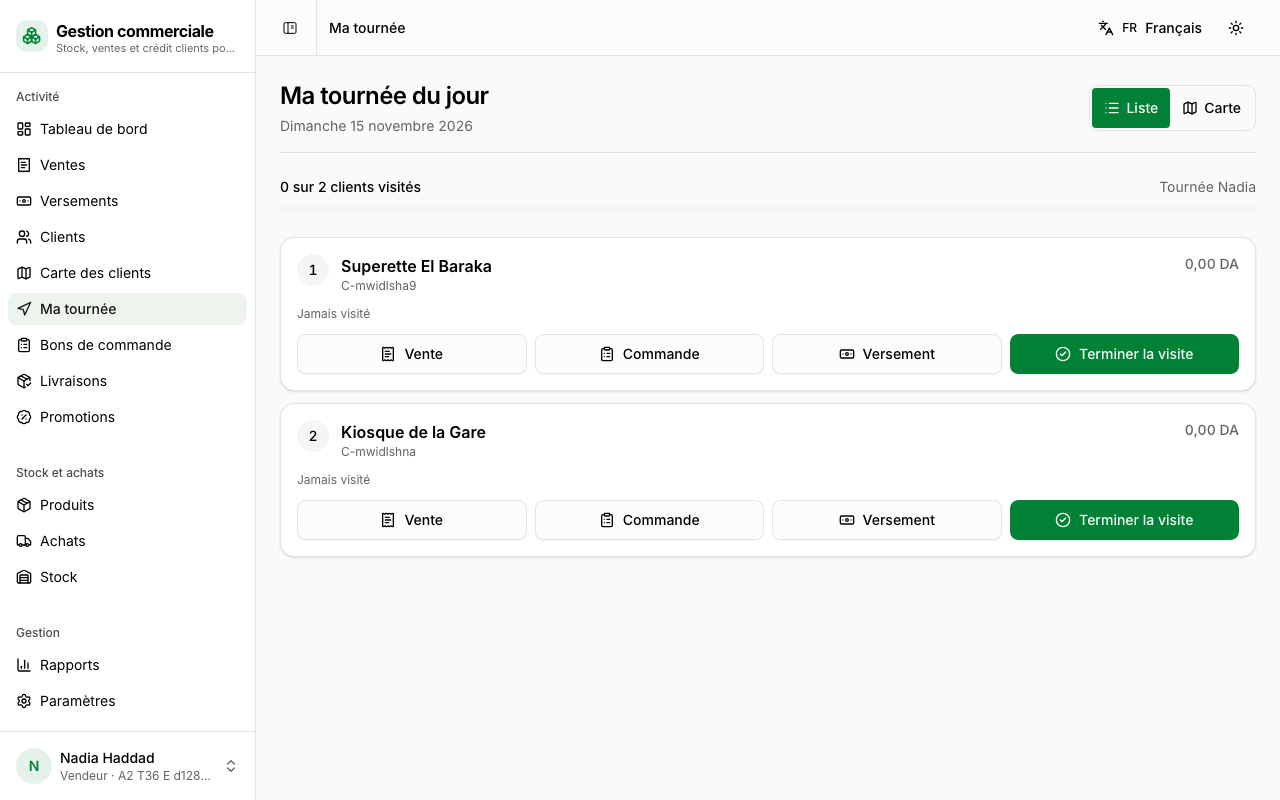 Gestion commerciale
Stock, ventes et crédit clients po...
Activité
Tableau de bord
Ventes
Versements
Clients
Carte des clients
Ma tournée
Bons de commande
Livraisons
Promotions
Stock et achats
Produits
Achats
Stock
Gestion
Rapports
Paramètres
N
Nadia Haddad
Vendeur · A2 T36 E d128...
Ma tournée
FR Français
Ma tournée du jour
Dimanche 15 novembre 2026
Liste
Carte
0 sur 2 clients visités
Tournée Nadia
1
Superette El Baraka
0,00 DA
C-mwidlsha9
Jamais visité
Vente
Commande
Versement
Terminer la visite
2
Kiosque de la Gare
0,00 DA
C-mwidlshna
Jamais visité
Vente
Commande
Versement
Terminer la visite